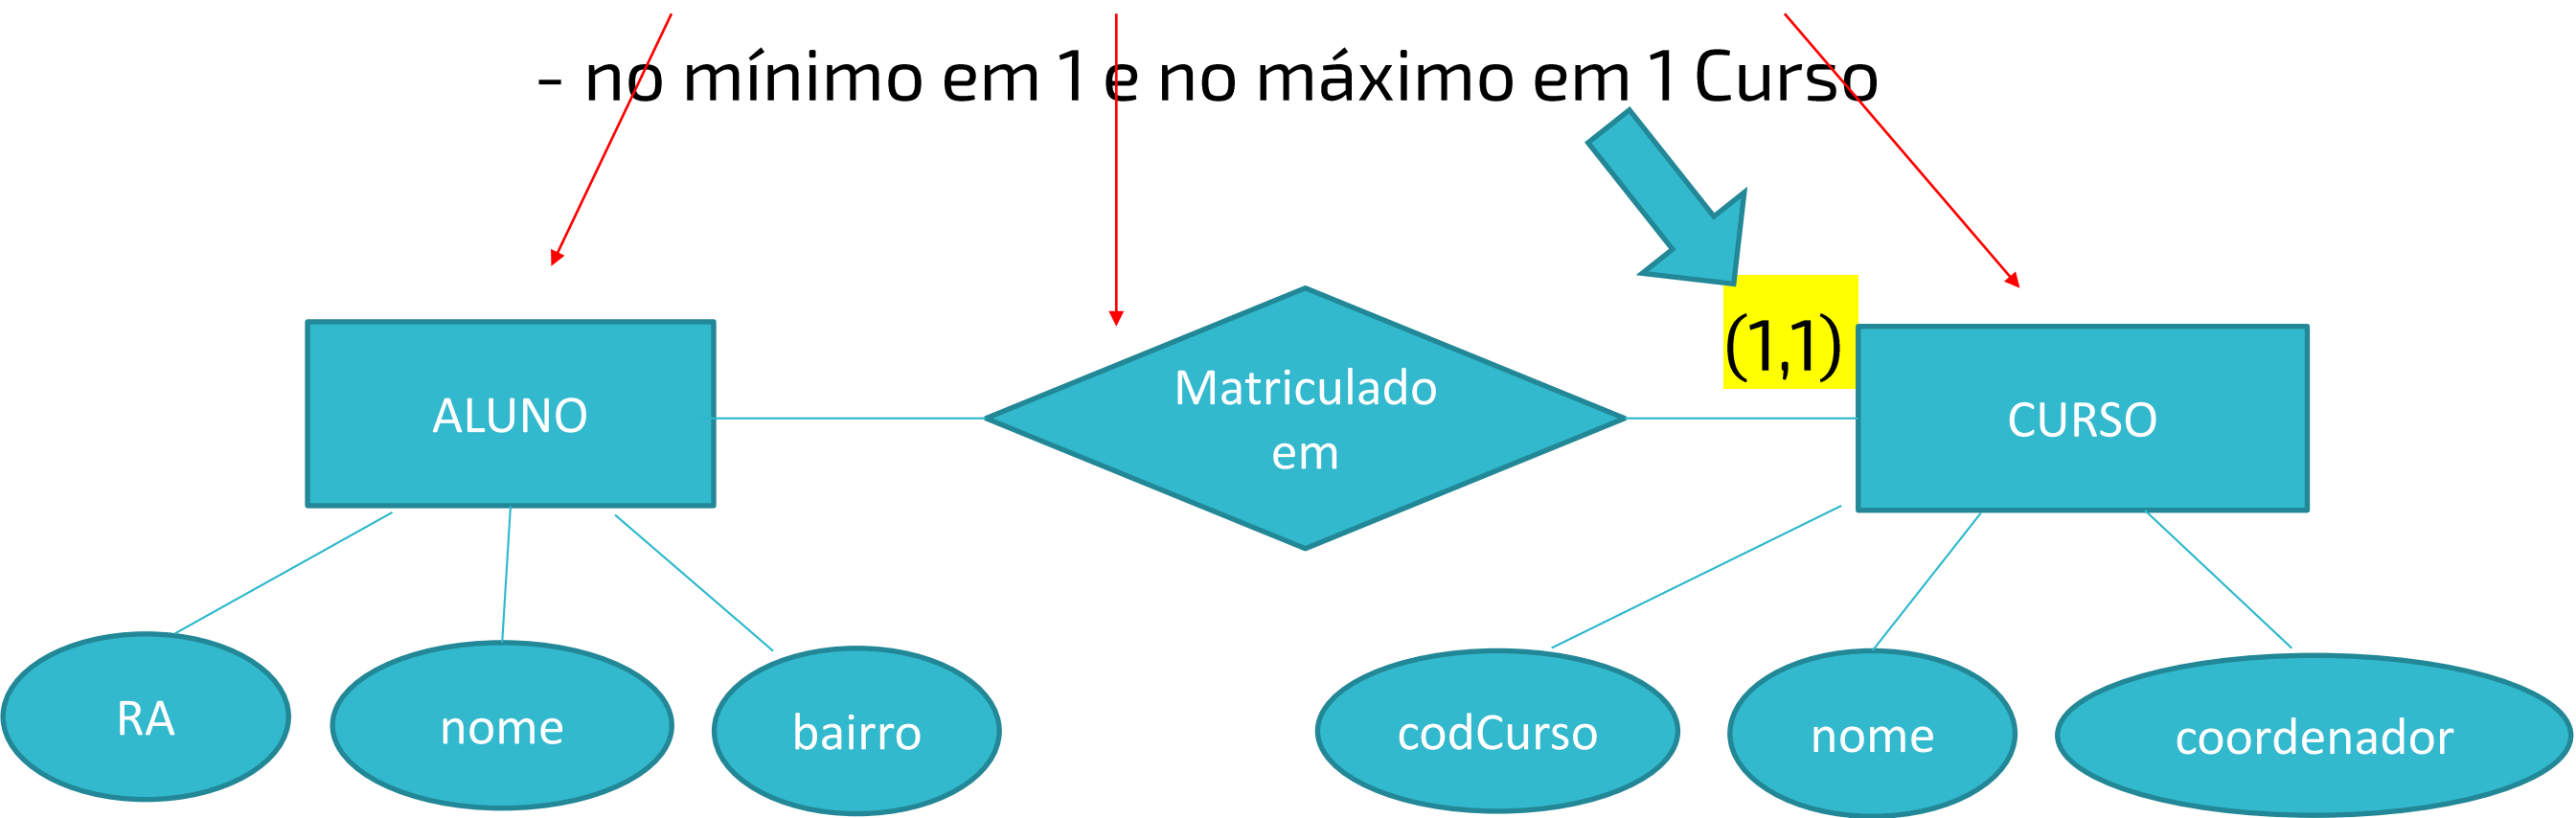 - no mínimo em 1 e no máximo em 1 Curso
(1,1)
ALUNO
Matriculado
em
CURSO
RA
nome
bairro
codCurso
nome
coordenador